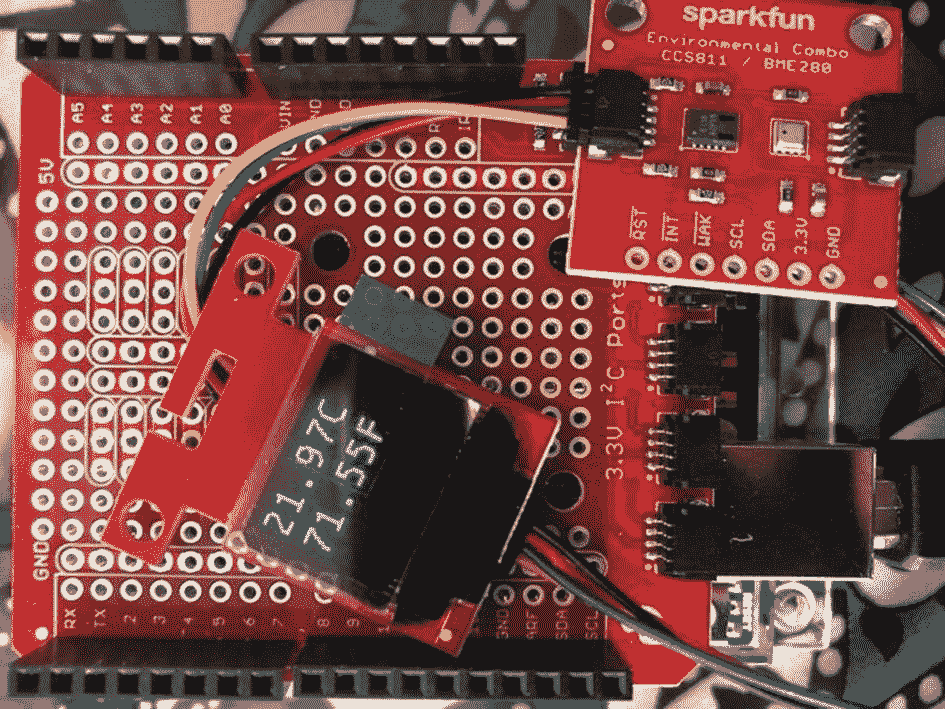 sparkfun
Environmental Combo
CCS811 / BME280
RST
INT
WAK
SCL
SDA
3.3V
GND
A5
A4
A3
A2
A1
A0
VIN
5V
GND
21.97C
71.55F
3.3V I²C Ports
RX
TX
2
3
4
5
6
7
8
9
SDA
SCL